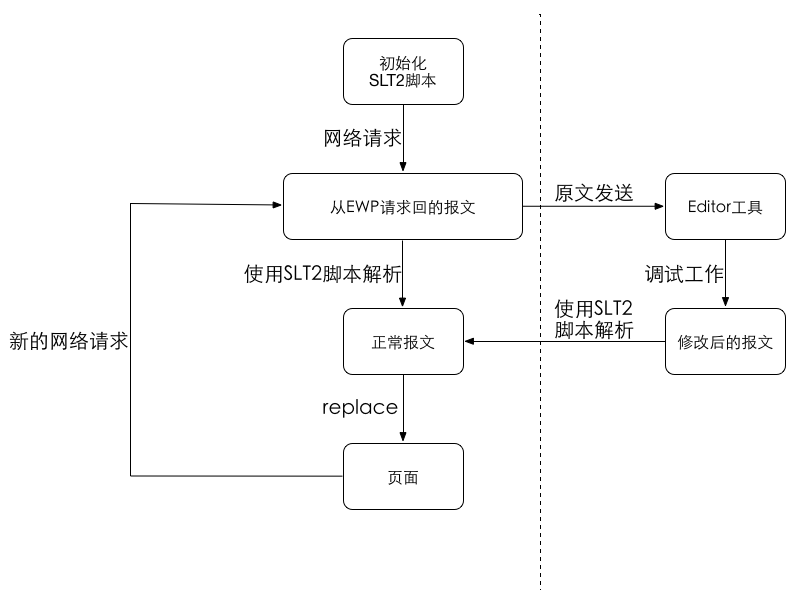 初始化
SLT2脚本
网络请求
从EWP请求回的报文
原文发送
Editor工具
使用SLT2脚本解析
调试工作
使用SLT2
脚本解析
新的网络请求
正常报文
修改后的报文
replace
页面